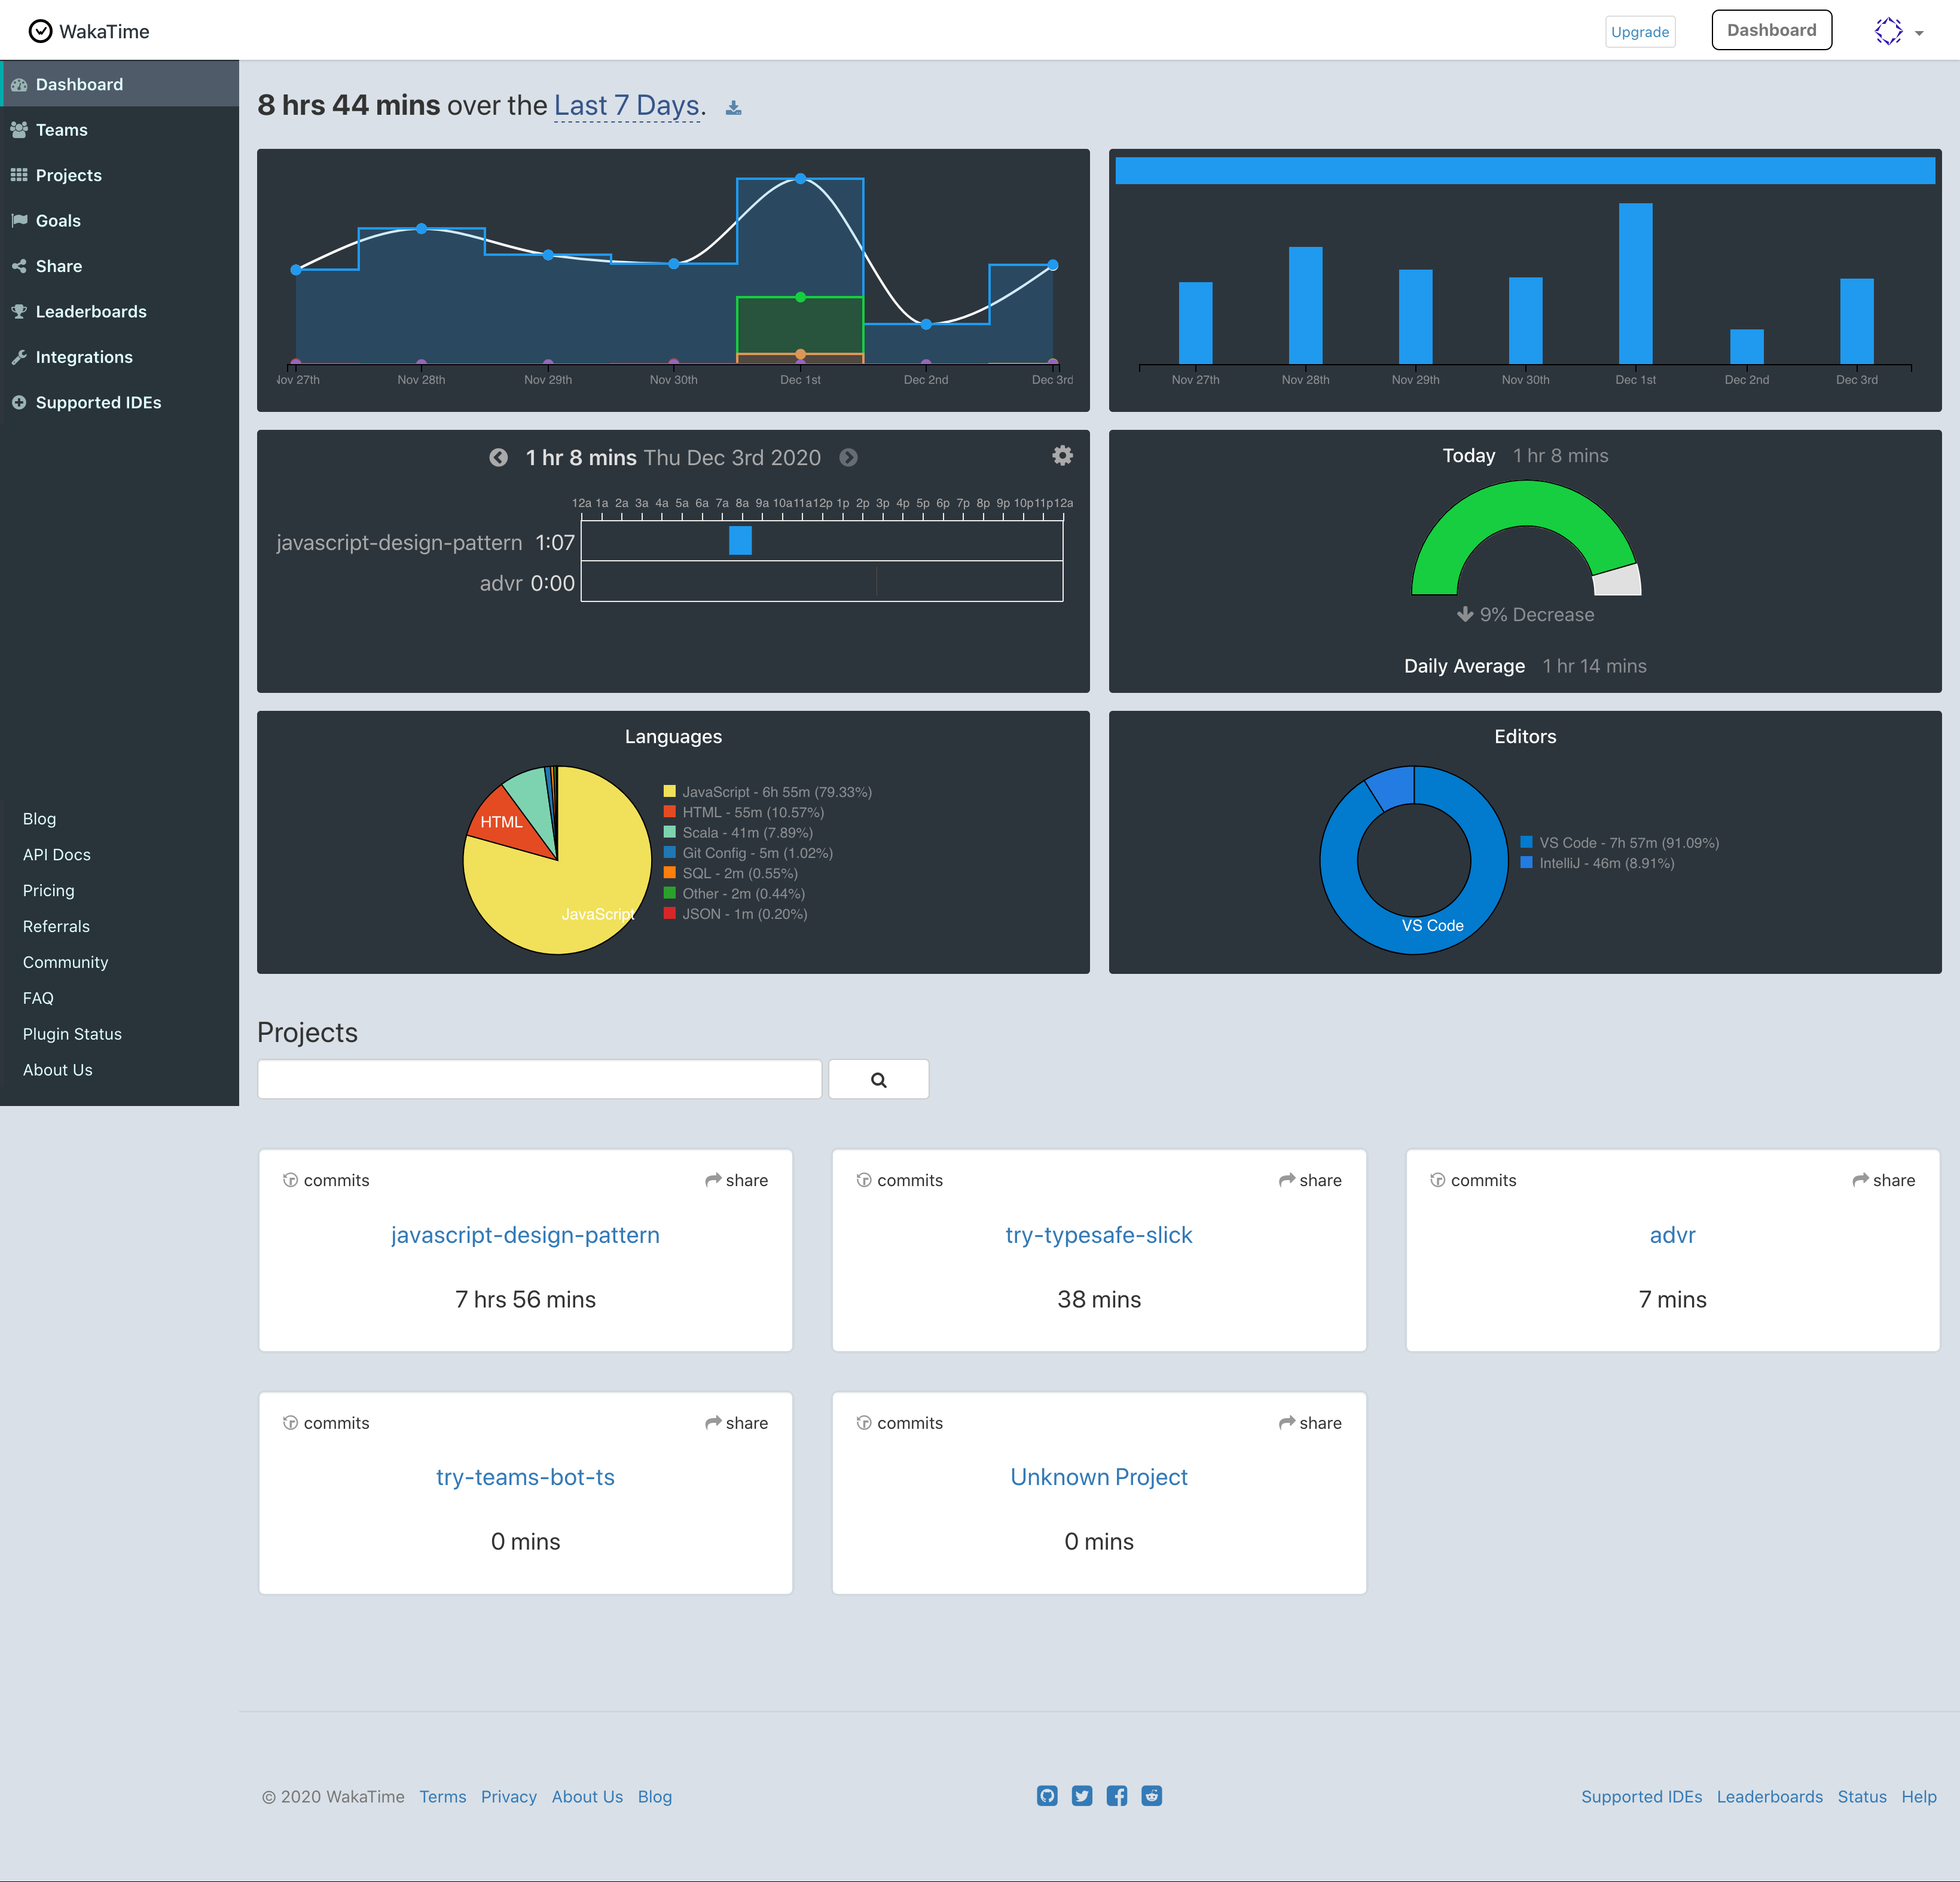 WakaTime
Upgrade
Dashboard
Dashboard
Teams
Projects
Goals
Share
Leaderboards
Integrations
Supported IDEs
Blog
API Docs
Pricing
Referrals
Community
FAQ
Plugin Status
About Us
8 hrs 44 mins over the Last 7 Days.
Nov 27th Nov 28th Nov 29th Nov 30th Dec 1st Dec 2nd Dec 3rd
Nov 27th Nov 28th Nov 29th Nov 30th Dec 1st Dec 2nd Dec 3rd
1 hr 8 mins Thu Dec 3rd 2020
12a 1a 2a 3a 4a 5a 6a 7a 8a 9a 10a 11a 12p 1p 2p 3p 4p 5p 6p 7p 8p 9p 10p 11p 12a
javascript-design-pattern 1:07
advr 0:00
Today 1 hr 8 mins
9% Decrease
Daily Average 1 hr 14 mins
Languages
HTML
JavaScript
JavaScript - 6h 55m (79.33%)
HTML - 55m (10.57%)
Scala - 41m (7.89%)
Git Config - 5m (1.02%)
SQL - 2m (0.55%)
Other - 2m (0.44%)
JSON - 1m (0.20%)
Editors
VS Code
VS Code - 7h 57m (91.09%)
IntelliJ - 46m (8.91%)
Projects
commits share
javascript-design-pattern
7 hrs 56 mins
commits share
try-typesafe-slick
38 mins
commits share
advr
7 mins
commits share
try-teams-bot-ts
0 mins
commits share
Unknown Project
0 mins
© 2020 WakaTime Terms Privacy About Us Blog
Supported IDEs Leaderboards Status Help